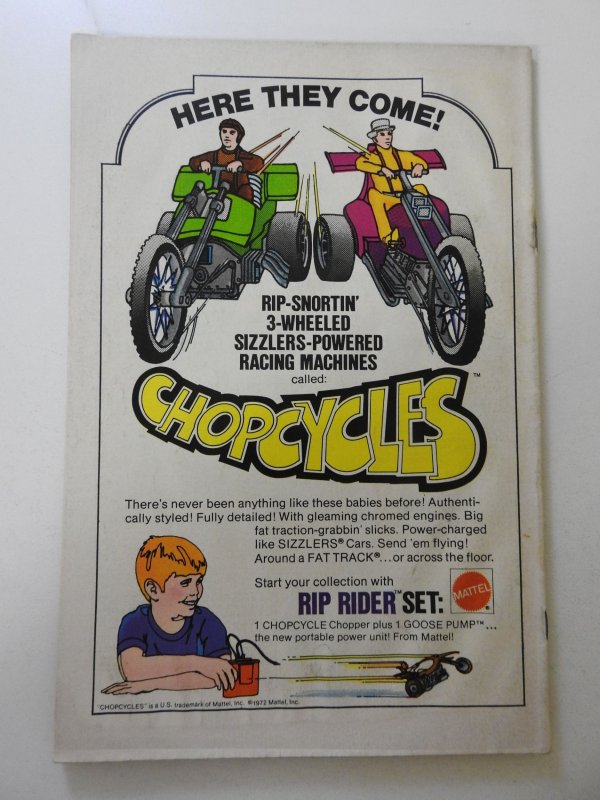 HERE THEY COME!
RIP-SNORTIN'
3-WHEELED
SIZZLERS-POWERED
RACING MACHINES
called:
CHOPCYCLES™
There's never been anything like these babies before! Authenti-
cally styled! Fully detailed! With gleaming chromed engines. Big
fat traction-grabbin' slicks. Power-charged
like SIZZLERS® Cars. Send 'em flying!
Around a FAT TRACK®...or across the floor.
Start your collection with
RIP RIDER™ SET:
MATTEL®
1 CHOPCYCLE Chopper plus 1 GOOSE PUMP™...
the new portable power unit! From Mattel!
"CHOPCYCLES" is a U.S. trademark of Mattel, Inc. ©1972 Mattel, Inc.